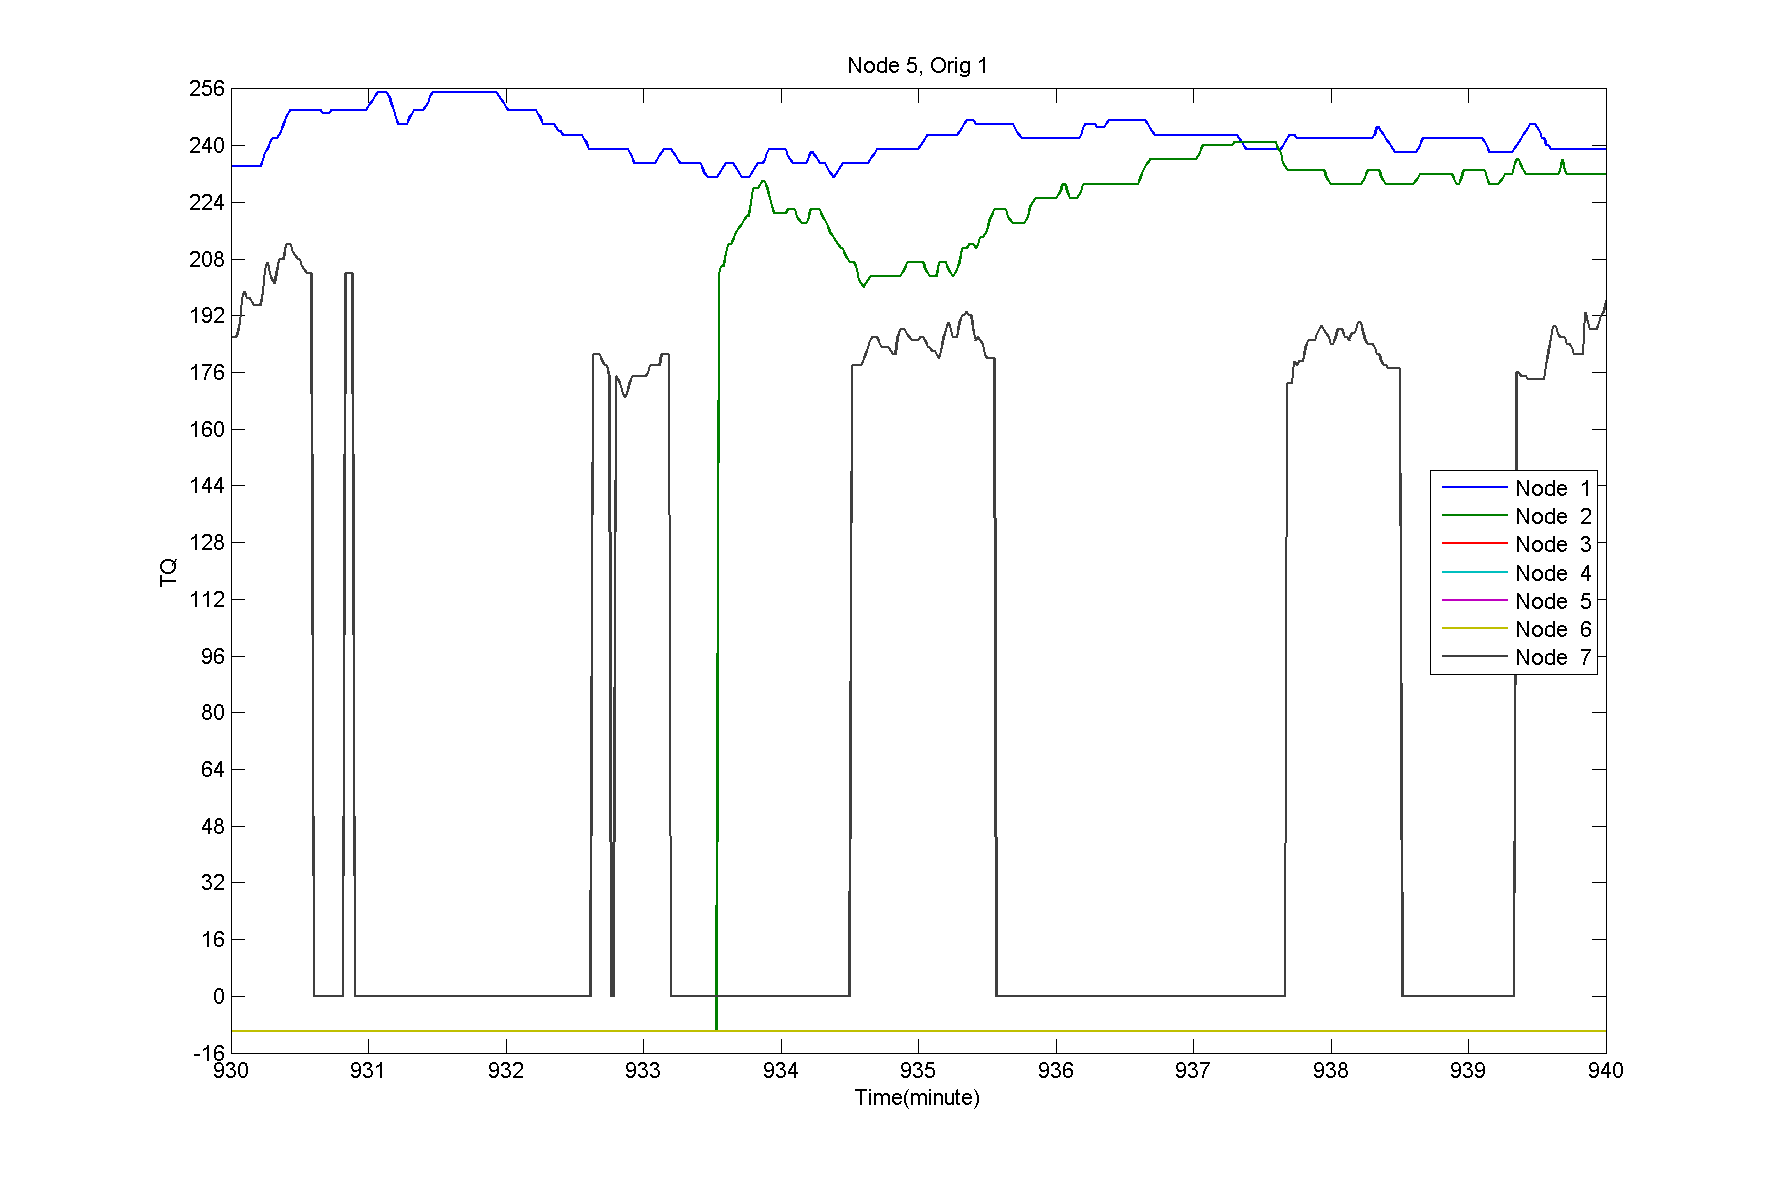 Node 5, Orig 1
256
240
224
208
192
176
160
144
128
112
96
80
64
48
32
16
0
-16
TQ
Node 1
Node 2
Node 3
Node 4
Node 5
Node 6
Node 7
930 931 932 933 934 935 936 937 938 939 940
Time(minute)